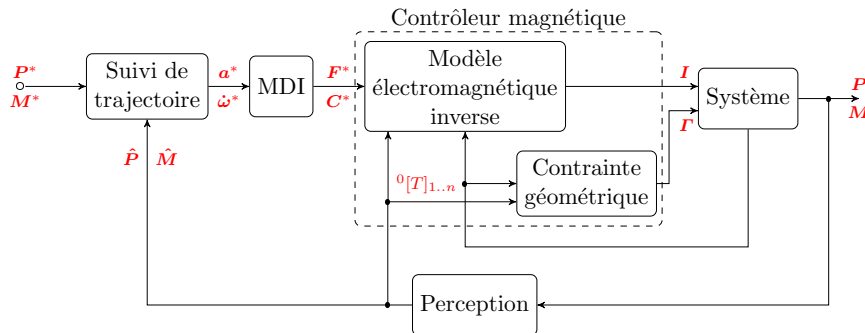 Contrôleur magnétique
P*
M*
Suivi de
trajectoire
a*
ω̇*
MDI
F*
C*
Modèle
électromagnétique
inverse
I
Γ
Système
P
M
P̂ M̂
⁰[T]₁..ₙ
Contrainte
géométrique
Perception